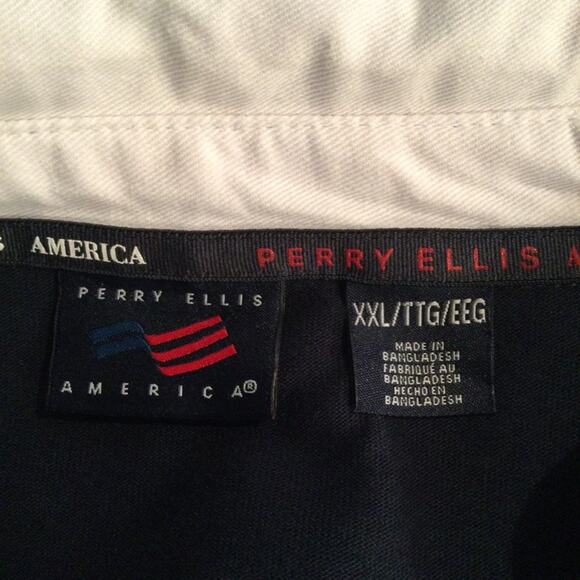 S AMERICA PERRY ELLIS A
PERRY ELLIS
AMERICA®
XXL/TTG/EEG
MADE IN
BANGLADESH
FABRIQUÉ AU
BANGLADESH
HECHO EN
BANGLADESH